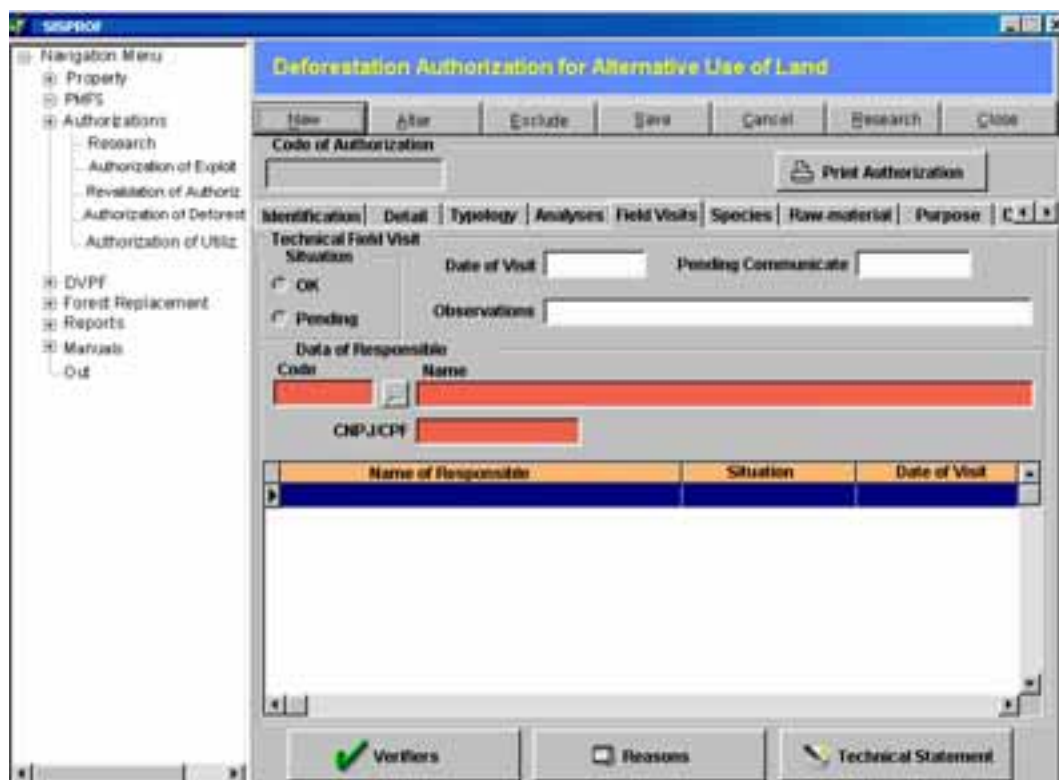 SISPROF
Navigation Menu
Property
PMFS
Authorizations
Research
Authorization of Exploit
Revalidation of Authoriz
Authorization of Deforest
Authorization of Utiliz
DVPF
Forest Replacement
Reports
Manuals
Out
Deforestation Authorization for Alternative Use of Land
New Alter Exclude Save Cancel Research Close
Code of Authorization
Print Authorization
Identification Detail Typology Analyses Field Visits Species Raw-material Purpose
Technical Field Visit
Situation
OK
Pending
Date of Visit
Pending Communicate
Observations
Data of Responsible
Code Name
CNPJ/CPF
Name of Responsible Situation Date of Visit
Verifiers Reasons Technical Statement